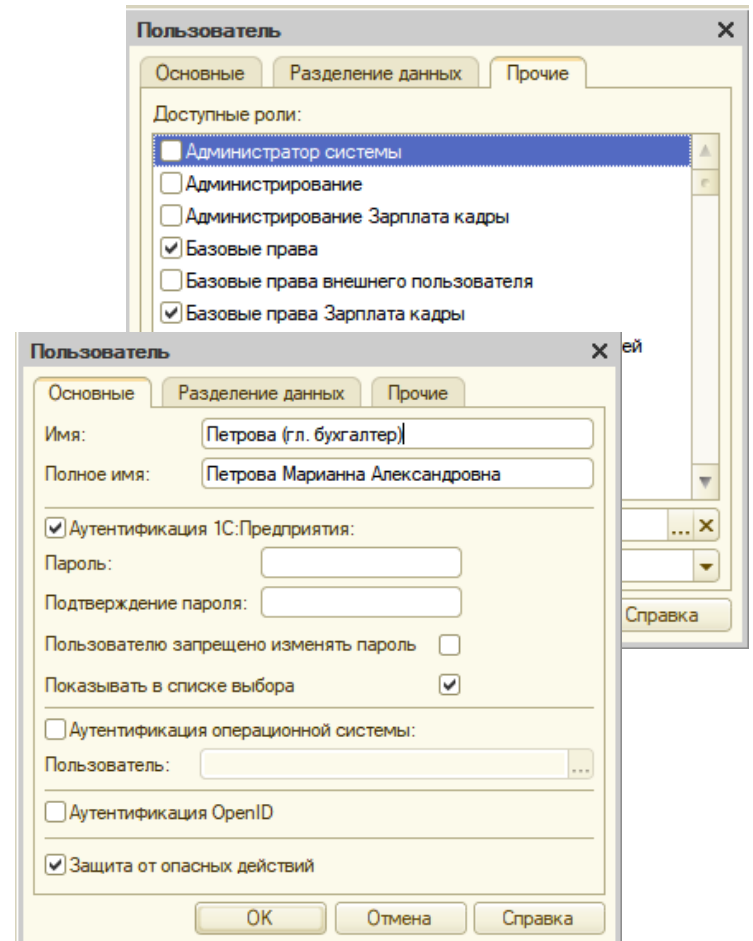 Пользователь
Основные Разделение данных Прочие
Доступные роли:
Администратор системы
Администрирование
Администрирование Зарплата кадры
Базовые права
Базовые права внешнего пользователя
Базовые права Зарплата кадры
ей
...
Справка
Пользователь
Основные Разделение данных Прочие
Имя: Петрова (гл. бухгалтер)
Полное имя: Петрова Марианна Александровна
Аутентификация 1С:Предприятия:
Пароль:
Подтверждение пароля:
Пользователю запрещено изменять пароль
Показывать в списке выбора
Аутентификация операционной системы:
Пользователь: ...
Аутентификация OpenID
Защита от опасных действий
ОК Отмена Справка